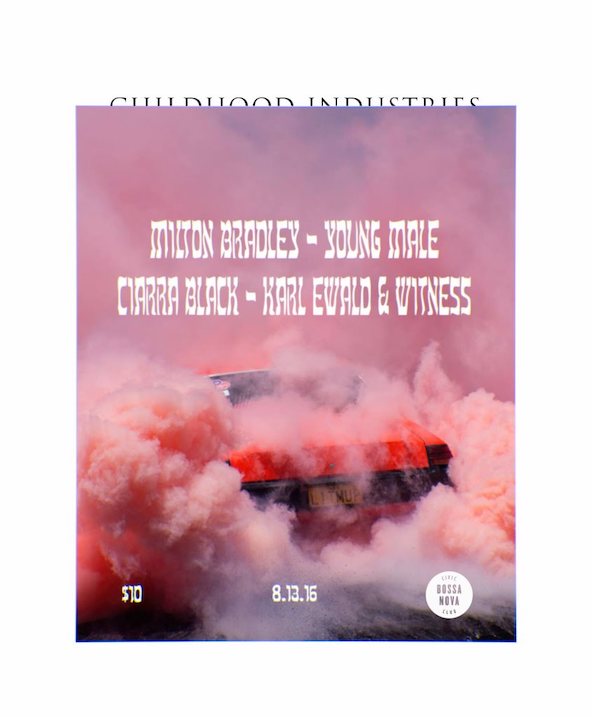 CHILDHOOD INDUSTRIES
MILTON BRADLEY - YOUNG MALE
CIARRA BLACK - KARL EWALD & WITNESS
LITNUP
$10
8.13.16
CIVIC
BOSSA
NOVA
CLUB